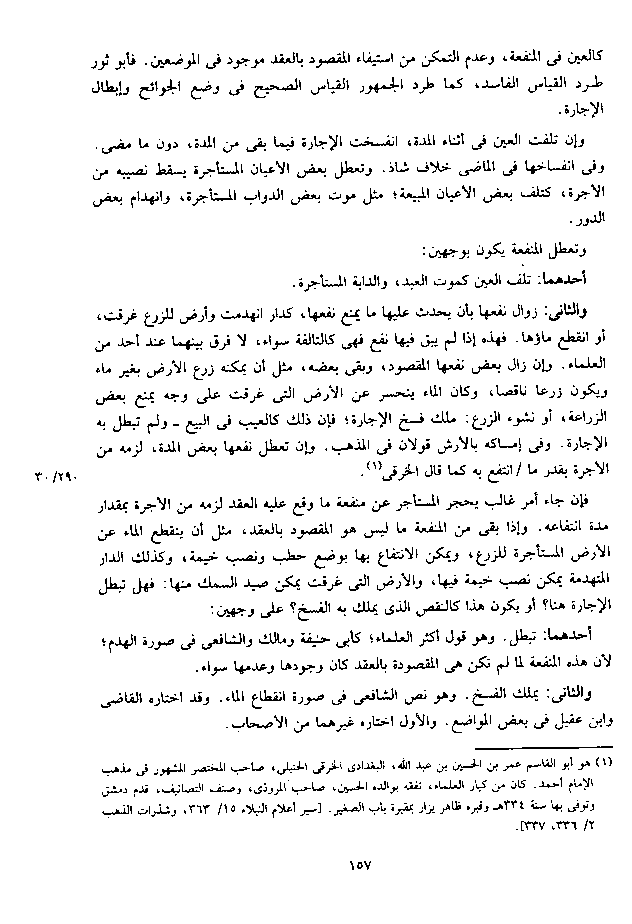 كالعين فى المنفعة، وعدم التمكن من استيفاء المقصود بالعقد موجود فى الموضعين. فأبو ثور
طرد القياس الفاسد، كما طرد الجمهور القياس الصحيح فى وضع الجوائح وإبطال
الإجارة.
وإن تلفت العين فى أثناء المدة، انفسخت الإجارة فيما بقى من المدة، دون ما مضى.
وفى انفساخها فى الماضى خلاف شاذ. وتعطل بعض الأعيان المستأجرة يسقط نصيبه من
الأجرة، كتلف بعض الأعيان المبيعة؛ مثل موت بعض الدواب المستأجرة، وانهدام بعض
الدور.
وتعطل المنفعة يكون بوجهين:
أحدهما: تلف العين كموت العبد، والدابة المستأجرة.
والثانى: زوال نفعها بأن يحدث عليها ما يمنع نفعها، كدار انهدمت وأرض للزرع غرقت،
أو انقطع ماؤها. فهذه إذا لم يبق فيها نفع فهى كالتالفة سواء، لا فرق بينهما عند أحد من
العلماء. وإن زال بعض نفعها المقصود، وبقى بعضه، مثل أن يمكنه زرع الأرض بغير ماء
ويكون زرعا ناقصا، وكان الماء ينحسر عن الأرض التى غرقت على وجه يمنع بعض
الزراعة، أو نشوء الزرع: ملك فسخ الإجارة؛ فإن ذلك كالعيب فى البيع ـ ولم تبطل به
الإجارة. وفى إمساكه بالأرش قولان فى المذهب. وإن تعطل نفعها بعض المدة، لزمه من
الأجرة بقدر ما / انتفع به كما قال الخرقى(١).
٣٠/٢٩٠
فإن جاء أمر غالب يحجر المستأجر عن منفعة ما وقع عليه العقد لزمه من الأجرة بمقدار
مدة انتفاعه. وإذا بقى من المنفعة ما ليس هو المقصود بالعقد، مثل أن ينقطع الماء عن
الأرض المستأجرة للزرع، ويمكن الانتفاع بها بوضع حطب ونصب خيمة، وكذلك الدار
المنهدمة يمكن نصب خيمة فيها، والأرض التى غرقت يمكن صيد السمك منها: فهل تبطل
الإجارة هنا؟ أو يكون هذا كالنقص الذى يملك به الفسخ؟ على وجهين:
أحدهما: تبطل. وهو قول أكثر العلماء؛ كأبى حنيفة ومالك والشافعى فى صورة الهدم؛
لأن هذه المنفعة لما لم تكن هى المقصودة بالعقد كان وجودها وعدمها سواء.
والثانى: يملك الفسخ. وهو نص الشافعى فى صورة انقطاع الماء. وقد اختاره القاضى
وابن عقيل فى بعض المواضع. والأول اختاره غيرهما من الأصحاب.
(١) هو أبو القاسم عمر بن الحسين بن عبد الله، البغدادى الخرقى الحنبلى، صاحب المختصر المشهور فى مذهب
الإمام أحمد. كان من كبار العلماء، تفقه بوالده الحسين، صاحب المروذى، وصنف التصانيف، قدم دمشق
وتوفى بها سنة ٣٣٤هـ وقبره ظاهر يزار بمقبرة باب الصغير. [سير أعلام النبلاء ١٥/ ٣٦٣، وشذرات الذهب
٢/ ٣٣٦، ٣٣٧].
١٥٧